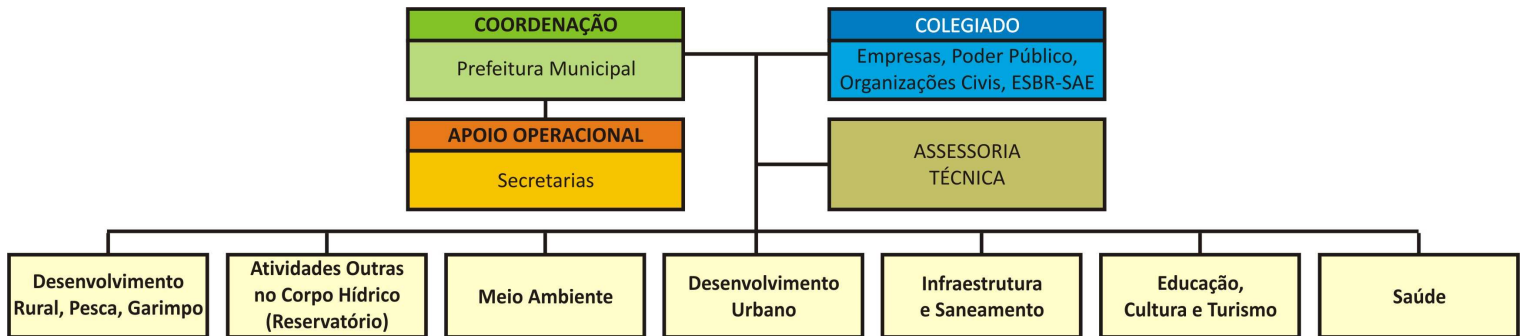 COORDENAÇÃO
Prefeitura Municipal
COLEGIADO
Empresas, Poder Público,
Organizações Civis, ESBR-SAE
APOIO OPERACIONAL
Secretarias
ASSESSORIA
TÉCNICA
Desenvolvimento
Rural, Pesca, Garimpo
Atividades Outras
no Corpo Hídrico
(Reservatório)
Meio Ambiente
Desenvolvimento
Urbano
Infraestrutura
e Saneamento
Educação,
Cultura e Turismo
Saúde